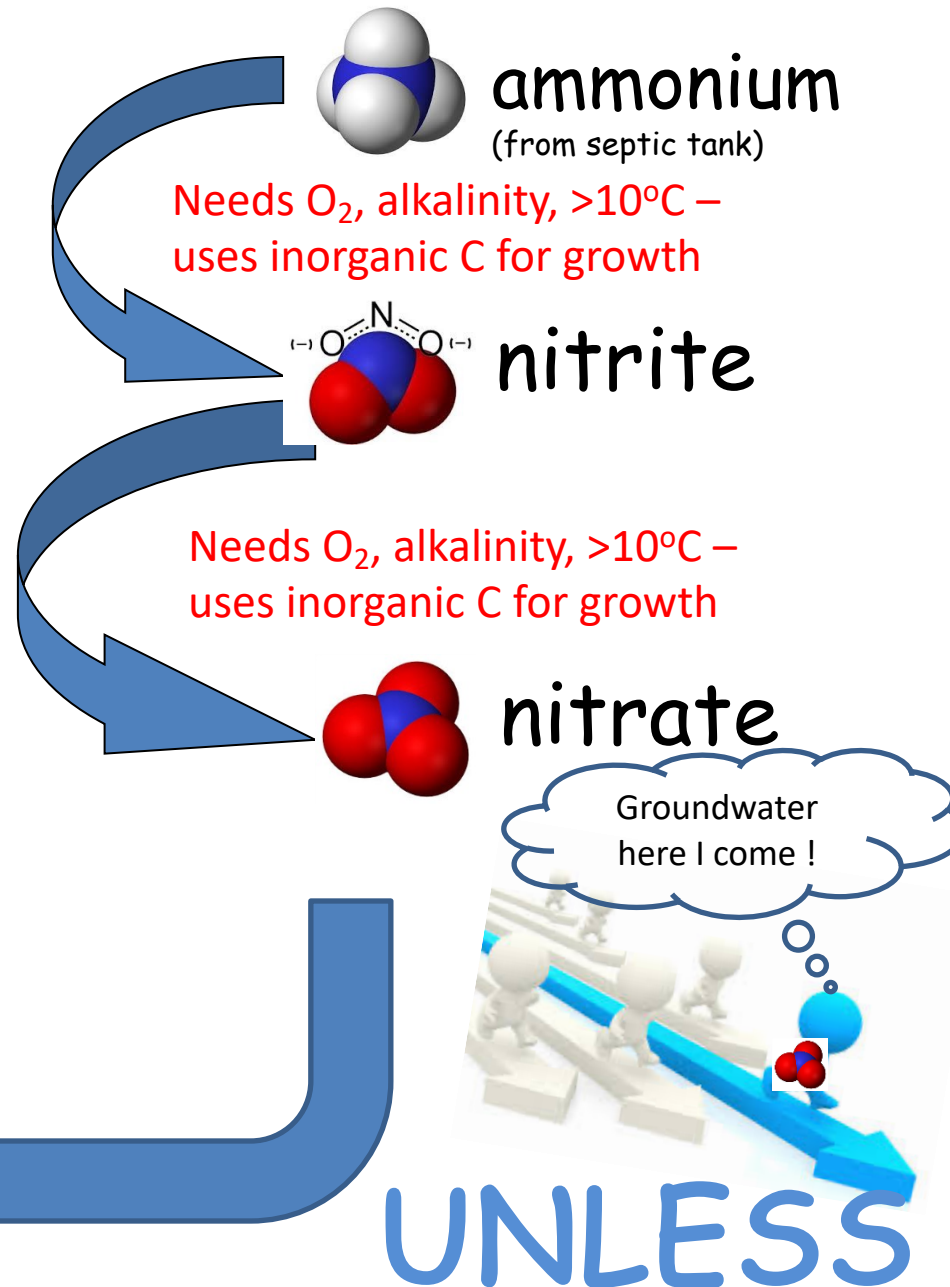 ammonium
(from septic tank)
Needs O₂, alkalinity, >10ºC –
uses inorganic C for growth
N
(–) O O (–)
nitrite
Needs O₂, alkalinity, >10ºC –
uses inorganic C for growth
nitrate
Groundwater
here I come !
UNLESS